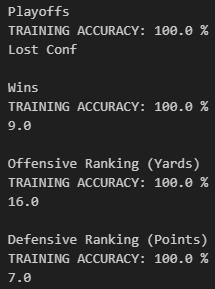 Playoffs
TRAINING ACCURACY: 100.0 %
Lost Conf
Wins
TRAINING ACCURACY: 100.0 %
9.0
Offensive Ranking (Yards)
TRAINING ACCURACY: 100.0 %
16.0
Defensive Ranking (Points)
TRAINING ACCURACY: 100.0 %
7.0